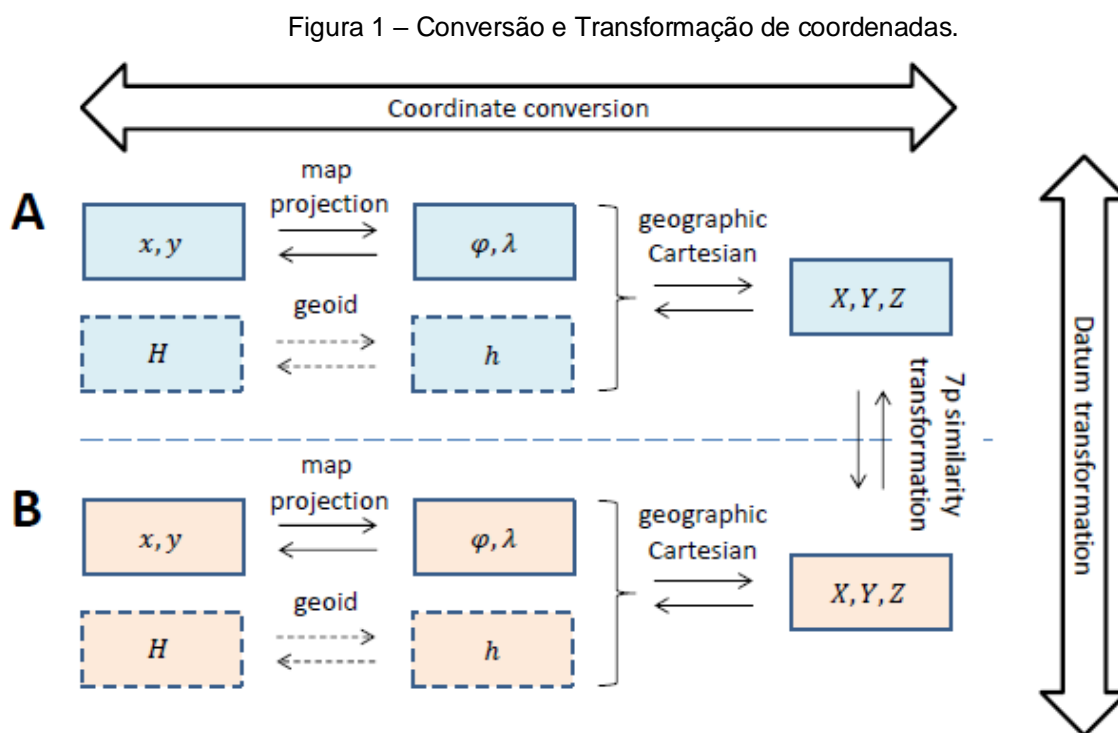 Figura 1 – Conversão e Transformação de coordenadas.
Coordinate conversion
A
map
projection
x, y
φ, λ
geographic
Cartesian
X, Y, Z
geoid
H
h
7p similarity
transformation
Datum transformation
B
map
projection
x, y
φ, λ
geographic
Cartesian
X, Y, Z
geoid
H
h